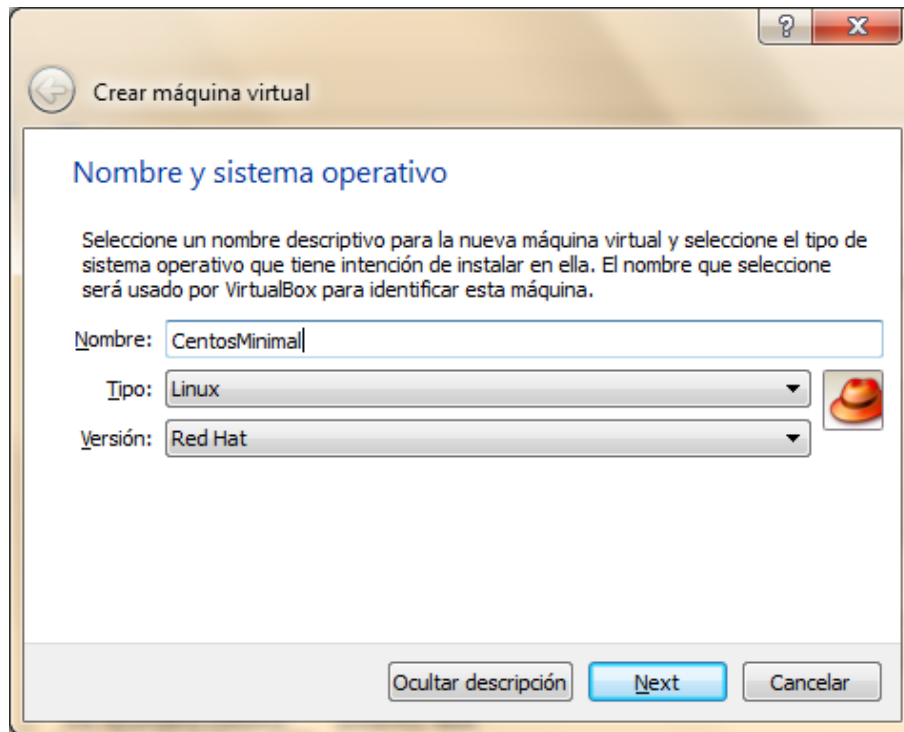 Crear máquina virtual
Nombre y sistema operativo
Seleccione un nombre descriptivo para la nueva máquina virtual y seleccione el tipo de
sistema operativo que tiene intención de instalar en ella. El nombre que seleccione
será usado por VirtualBox para identificar esta máquina.
Nombre: CentosMinimal
Tipo: Linux
Versión: Red Hat
Ocultar descripción Next Cancelar